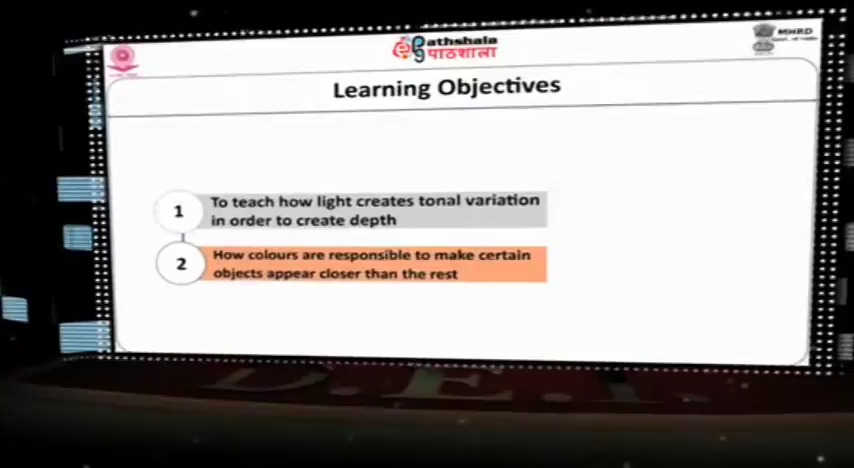 ePathshala
पाठशाला
MHRD
Learning Objectives
1
To teach how light creates tonal variation
in order to create depth
2
How colours are responsible to make certain
objects appear closer than the rest
D.E.I.